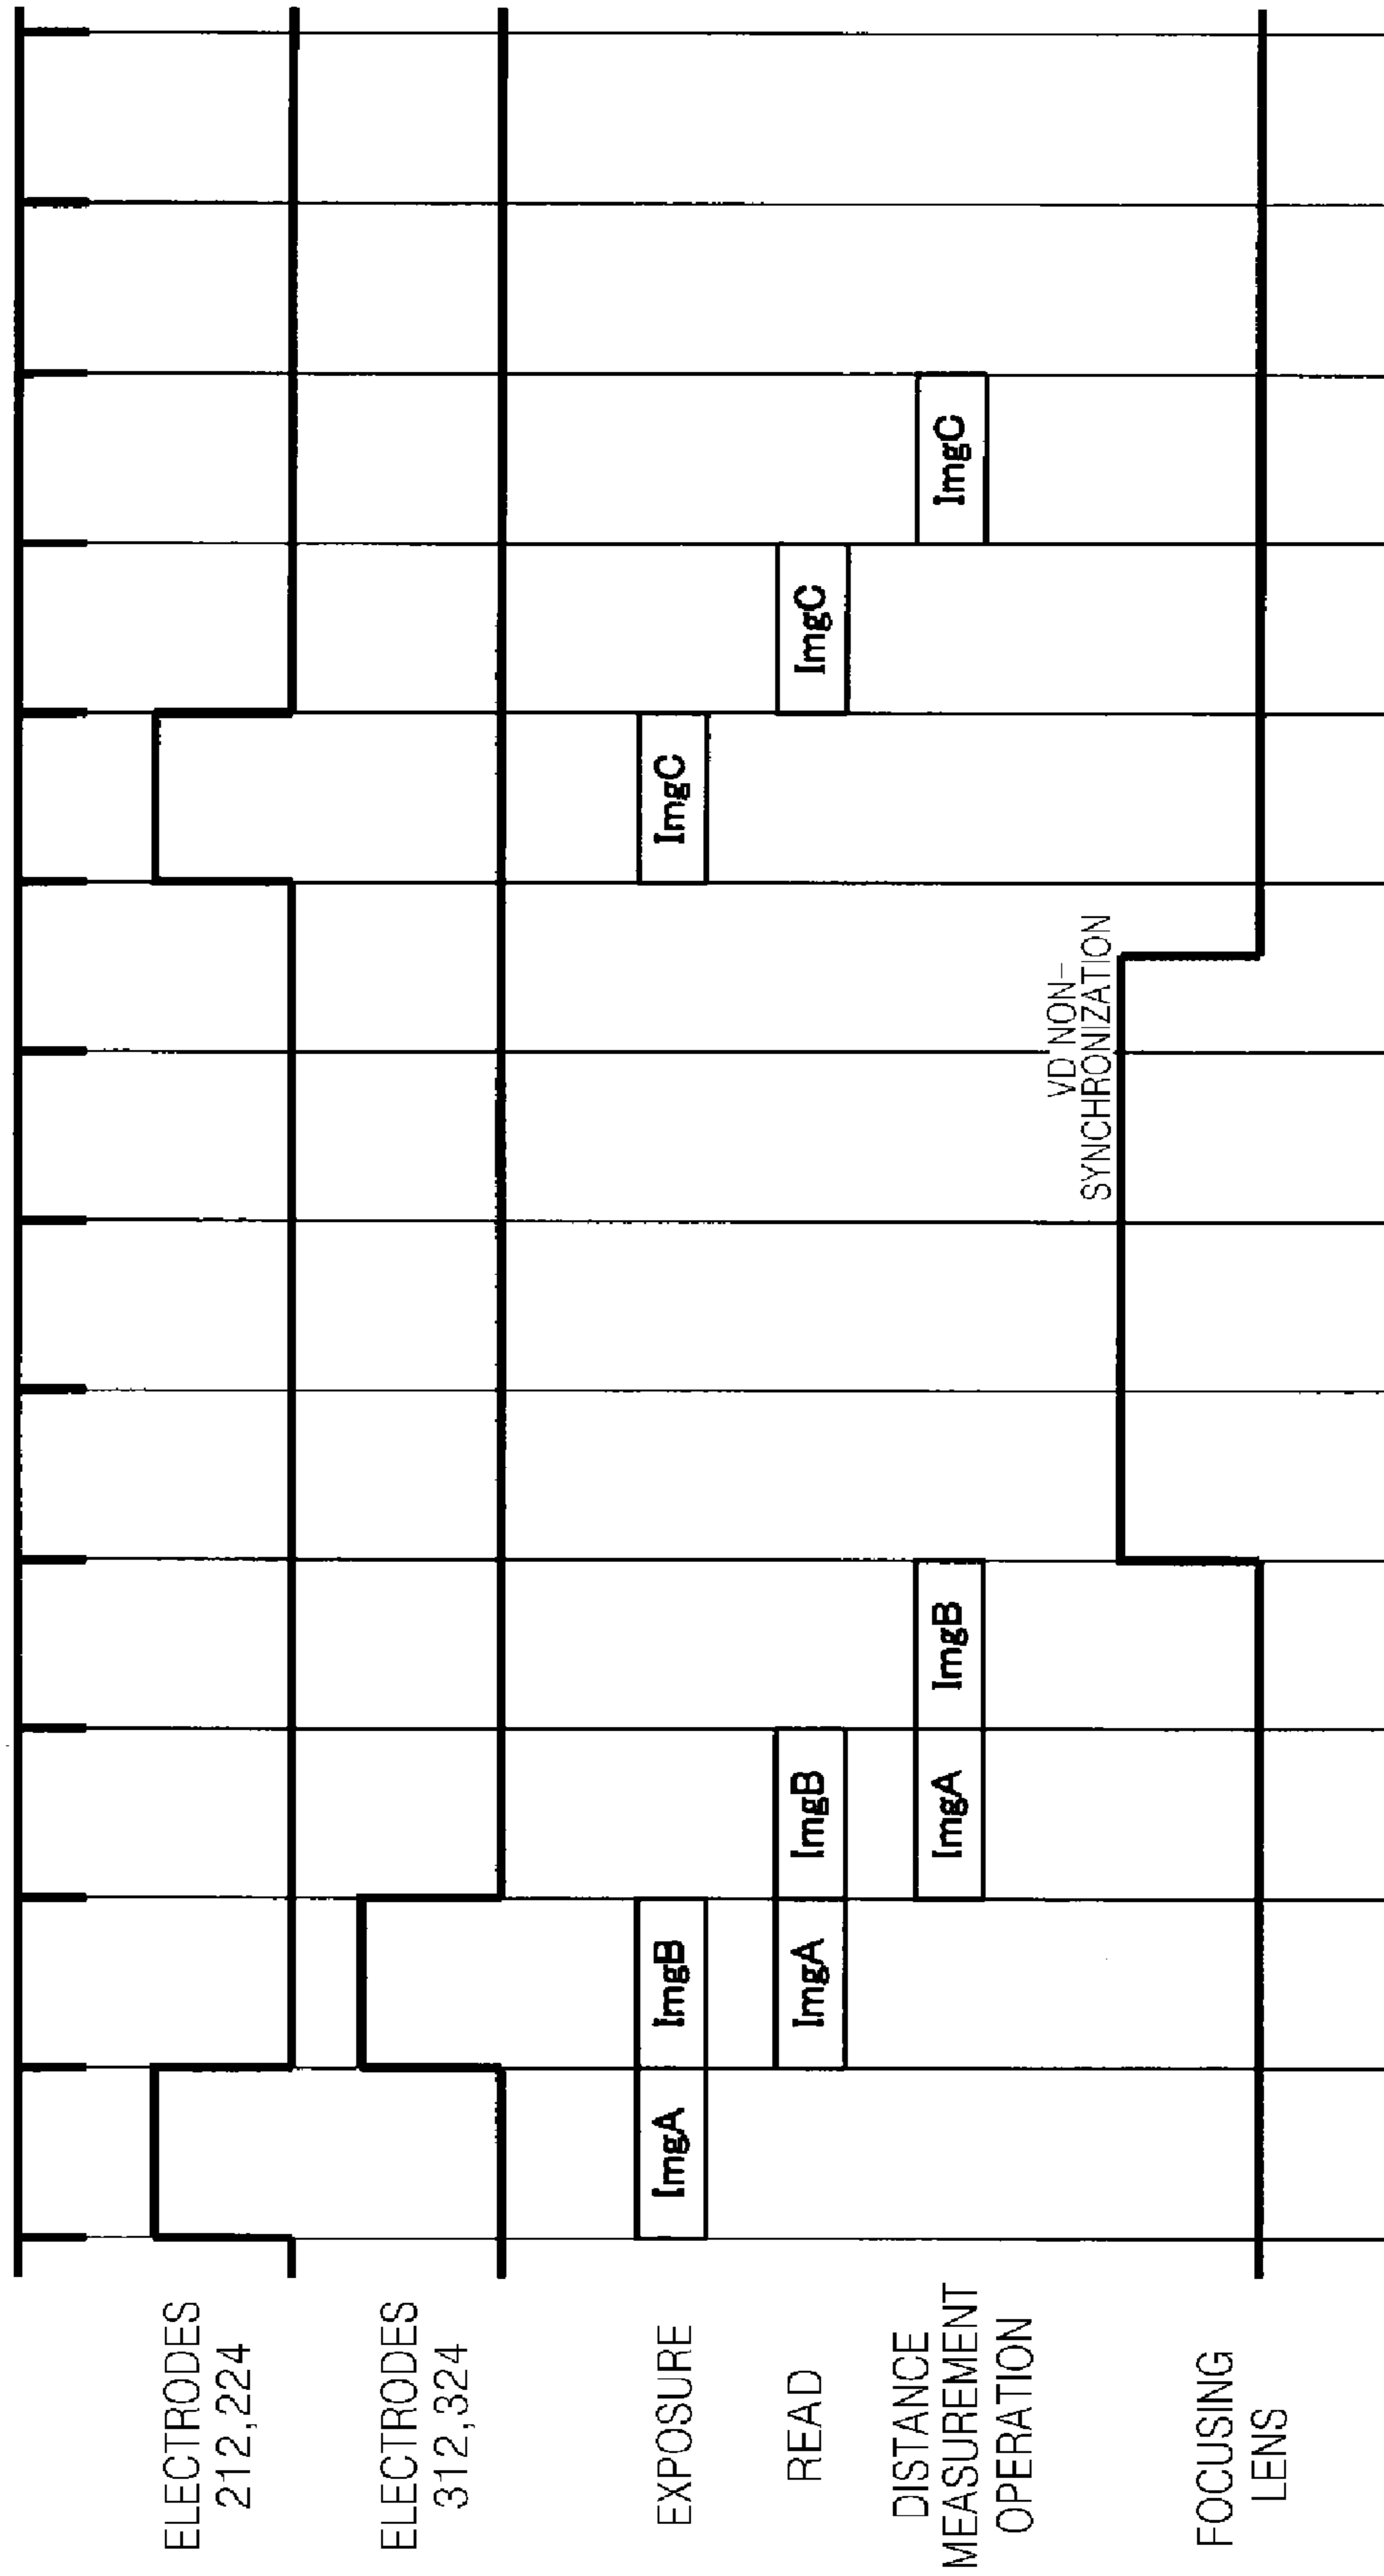 ELECTRODES
212,224
ELECTRODES
312,324
EXPOSURE
ImgA
ImgB
ImgC
READ
ImgA
ImgB
ImgC
DISTANCE
MEASUREMENT
OPERATION
ImgA
ImgB
ImgC
FOCUSING
LENS
VD NON-
SYNCHRONIZATION